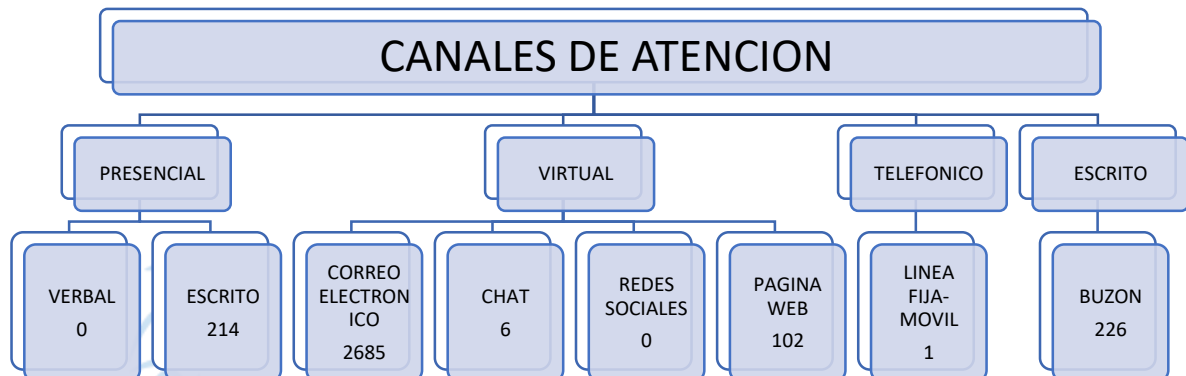 CANALES DE ATENCION
PRESENCIAL
VIRTUAL
TELEFONICO
ESCRITO
VERBAL
0
ESCRITO
214
CORREO
ELECTRON
ICO
2685
CHAT
6
REDES
SOCIALES
0
PAGINA
WEB
102
LINEA
FIJA-
MOVIL
1
BUZON
226